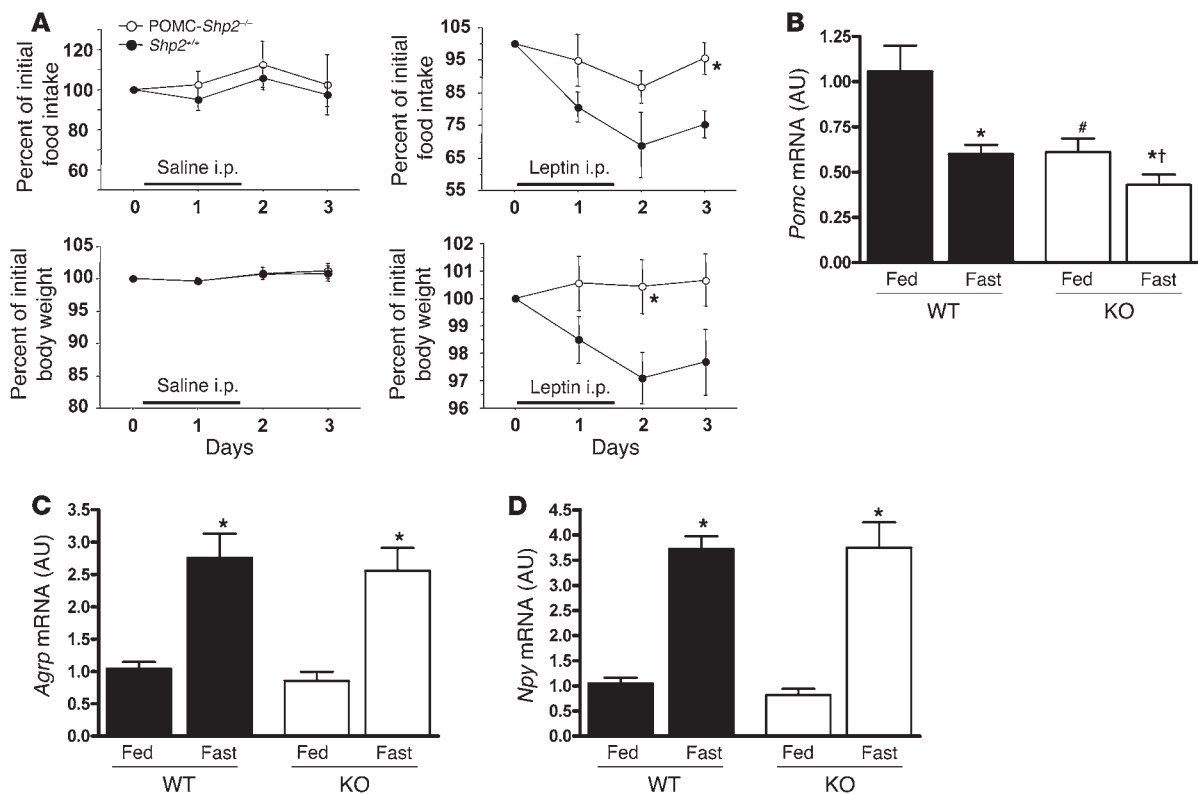 A
POMC-Shp2−/−
Shp2+/+
Percent of initial
food intake
120
100
80
60
Saline i.p.
0 1 2 3
Percent of initial
food intake
105
95
85
75
65
55
Leptin i.p.
0 1 2 3
*
Percent of initial
body weight
105
100
95
90
85
80
Saline i.p.
0 1 2 3
Days
Percent of initial
body weight
102
101
100
99
98
97
96
Leptin i.p.
0 1 2 3
Days
*
B
Pomc mRNA (AU)
1.25
1.00
0.75
0.50
0.25
0.00
*
#
*†
Fed Fast Fed Fast
WT KO
C
Agrp mRNA (AU)
3.5
3.0
2.5
2.0
1.5
1.0
0.5
0.0
*
*
Fed Fast Fed Fast
WT KO
D
Npy mRNA (AU)
4.5
4.0
3.5
3.0
2.5
2.0
1.5
1.0
0.5
0.0
*
*
Fed Fast Fed Fast
WT KO